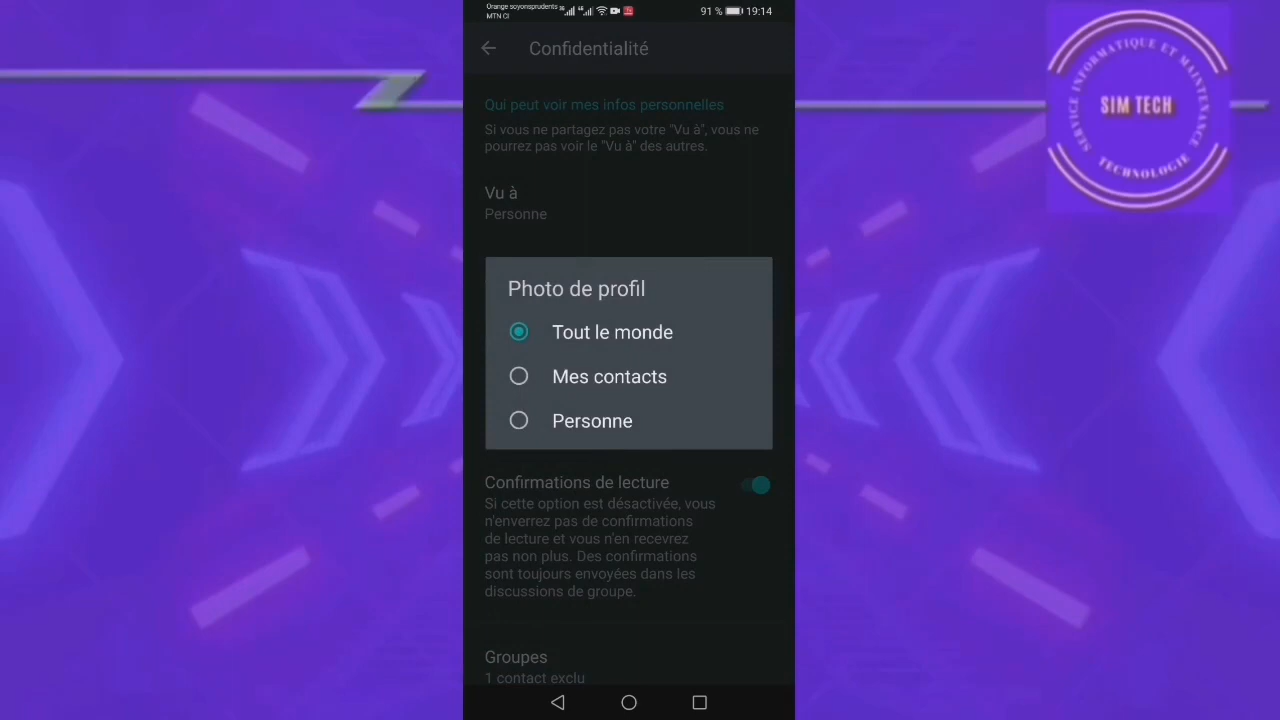 Orange soyonsprudents
MTN CI
91 % 19:14
Confidentialité
Qui peut voir mes infos personnelles
Si vous ne partagez pas votre "Vu à", vous ne
pourrez pas voir le "Vu à" des autres.
Vu à
Personne
Photo de profil
Tout le monde
Mes contacts
Personne
Confirmations de lecture
Si cette option est désactivée, vous
n'enverrez pas de confirmations
de lecture et vous n'en recevrez
pas non plus. Des confirmations
sont toujours envoyées dans les
discussions de groupe.
Groupes
1 contact exclu
SERVICE INFORMATIQUE ET MAINTENANCE
SIM TECH
TECHNOLOGIE